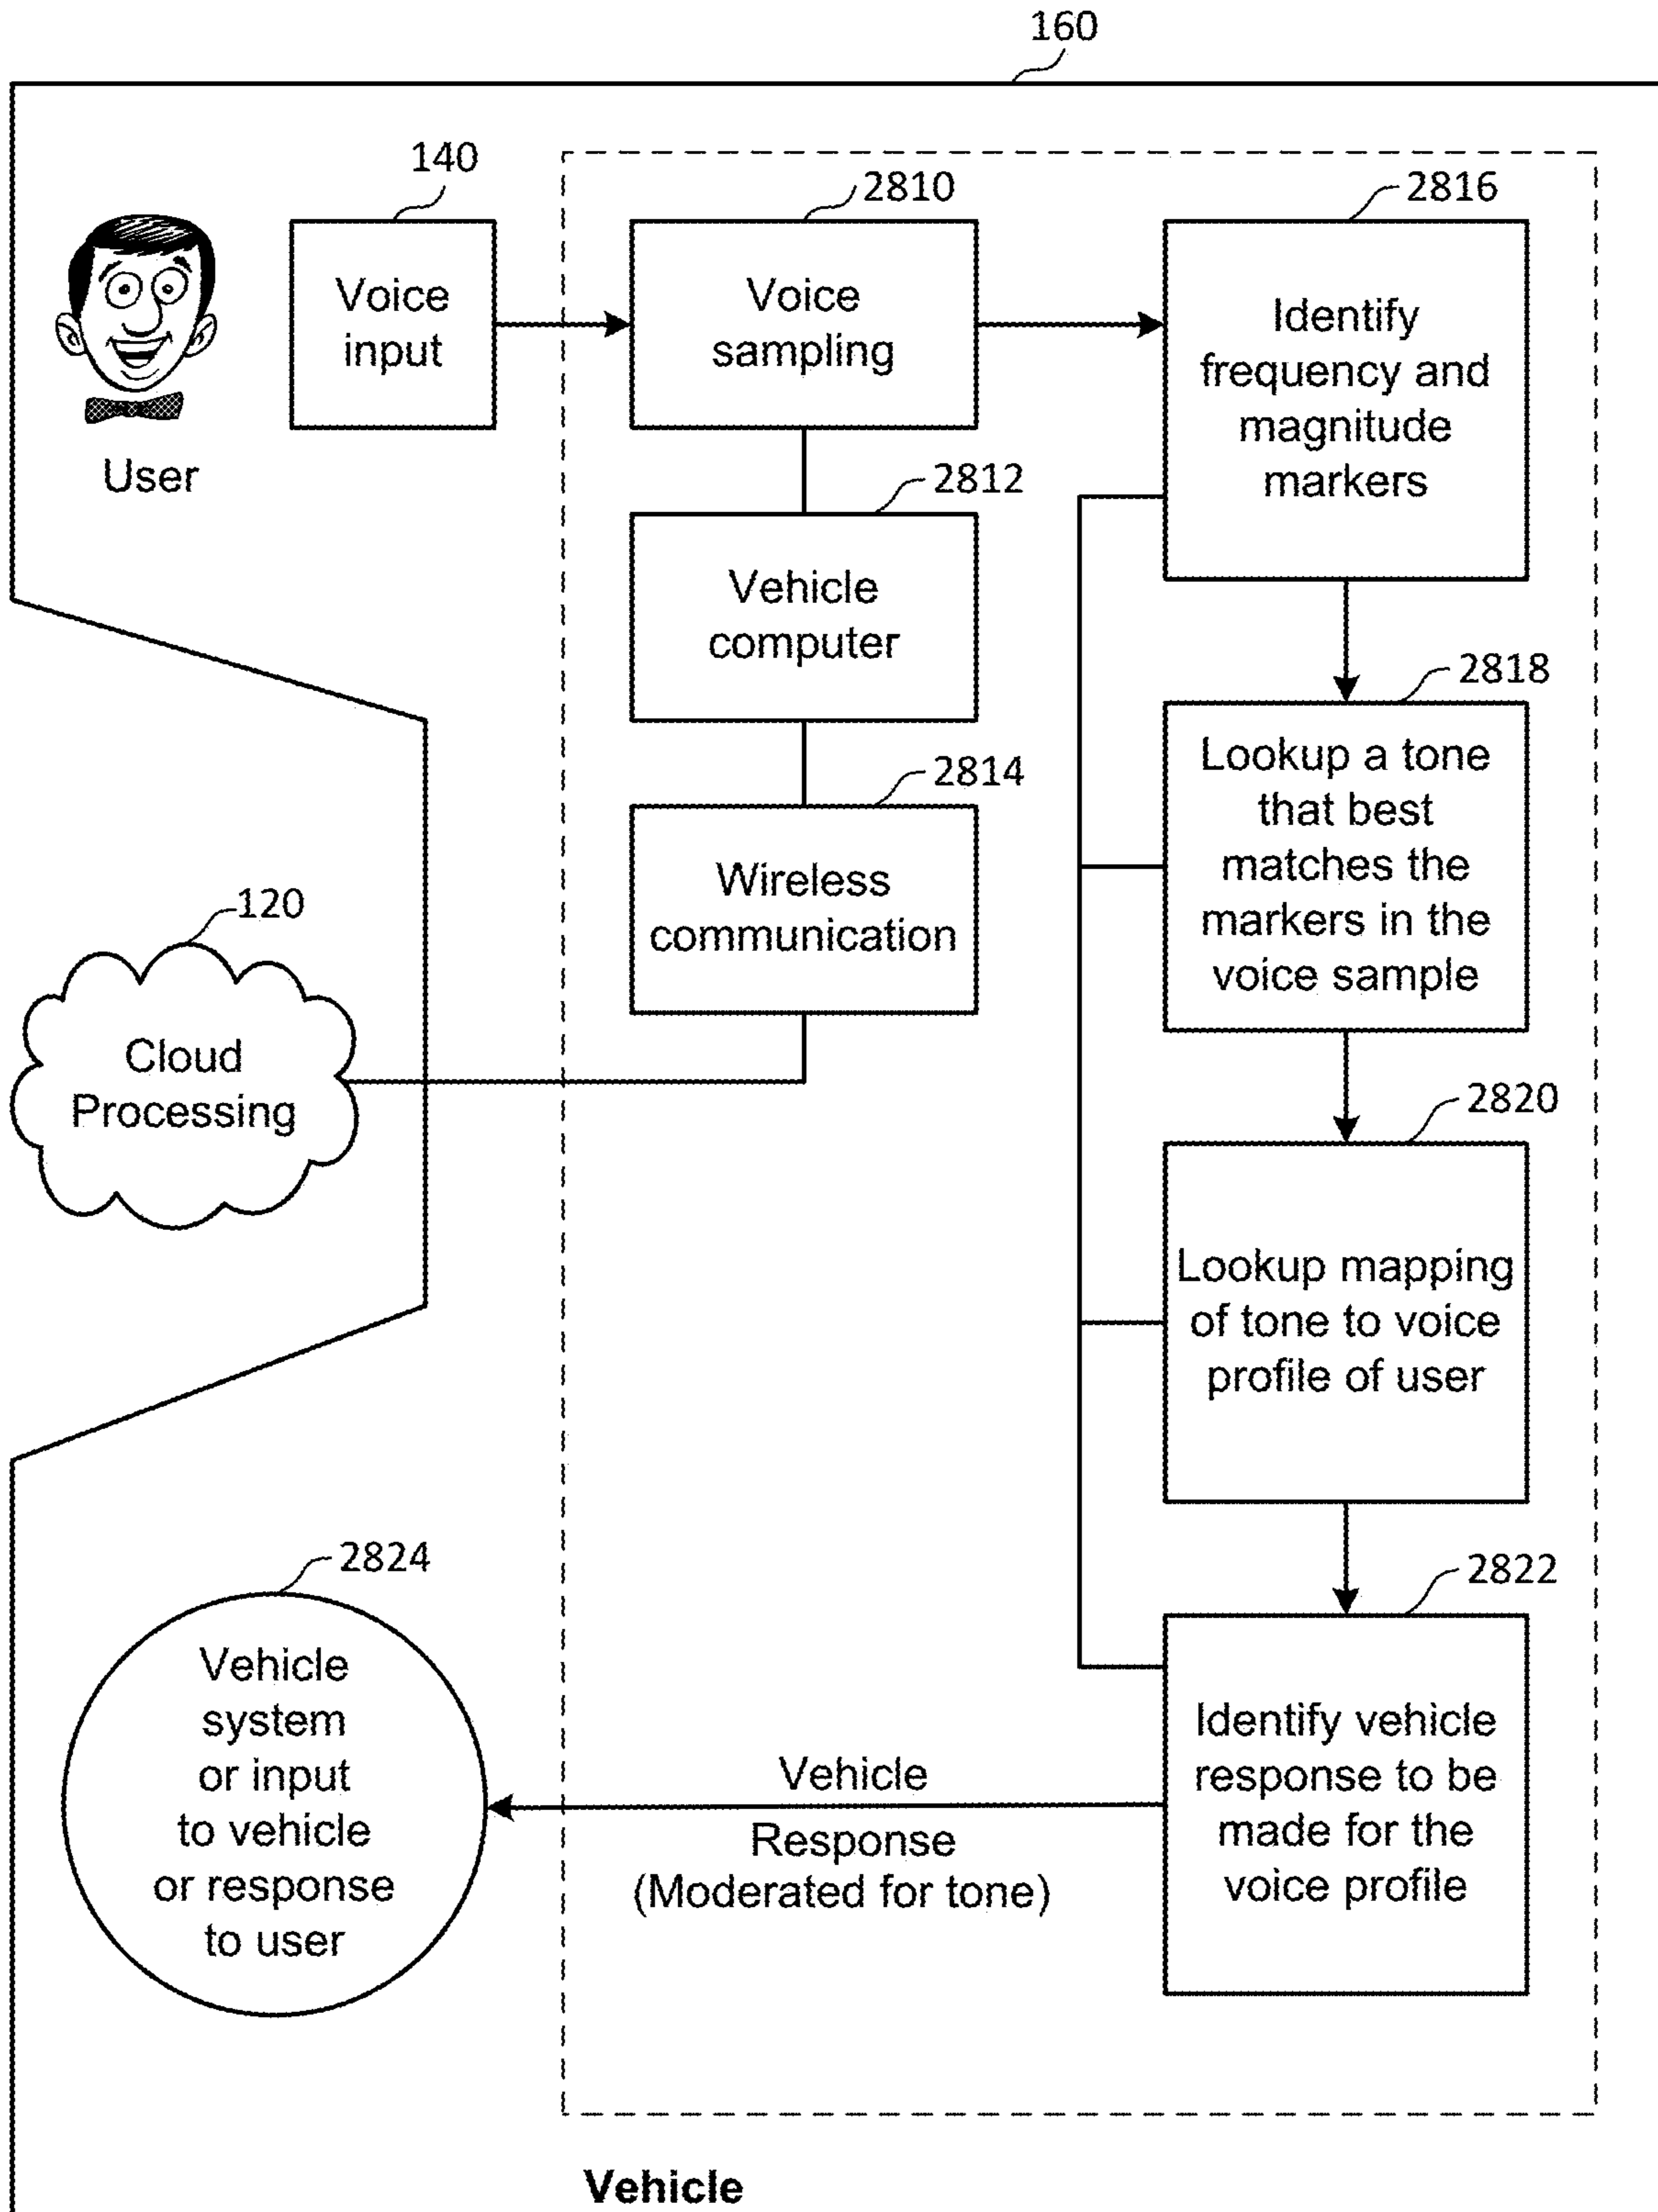 160
140
Voice
input
User
2810
Voice
sampling
2816
Identify
frequency and
magnitude
markers
2812
Vehicle
computer
2818
Lookup a tone
that best
matches the
markers in the
voice sample
2814
Wireless
communication
120
Cloud
Processing
2820
Lookup mapping
of tone to voice
profile of user
2822
Identify vehicle
response to be
made for the
voice profile
Vehicle
Response
(Moderated for tone)
2824
Vehicle
system
or input
to vehicle
or response
to user
Vehicle